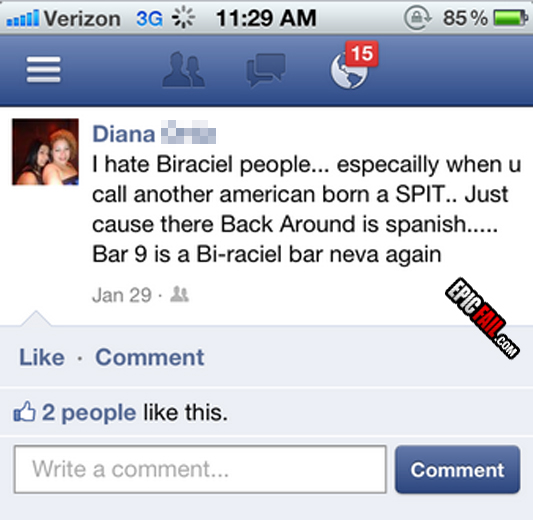 Verizon 3G 11:29 AM 85%
15
Diana
I hate Biraciel people... especailly when u
call another american born a SPIT.. Just
cause there Back Around is spanish.....
Bar 9 is a Bi-raciel bar neva again
Jan 29 ·
EPIC FAIL.COM
Like · Comment
2 people like this.
Write a comment... Comment